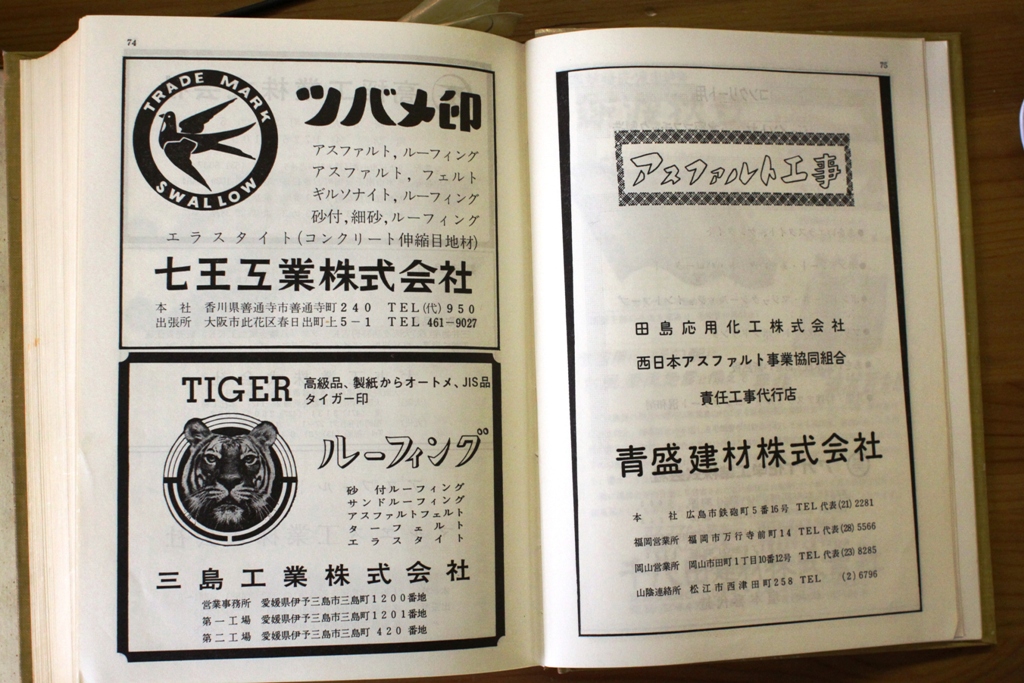 74
TRADE MARK
SWALLOW
ツバメ印
アスファルト,ルーフィング
アスファルト,フェルト
ギルソナイト,ルーフィング
砂付,細砂,ルーフィング
エラスタイト(コンクリート伸縮目地材)
七王工業株式会社
本社 香川県善通寺市善通寺町240 TEL(代)950
出張所 大阪市此花区春日出町上5-1 TEL 461-9027
TIGER 高級品、製紙からオートメ、JIS品
タイガー印
ルーフィング
砂付ルーフィング
サンドルーフィング
アスファルトフェルト
ターフェルト
エラスタイト
三島工業株式会社
営業事務所 愛媛県伊予三島市三島町1200番地
第一工場 愛媛県伊予三島市三島町1201番地
第二工場 愛媛県伊予三島市三島町 420 番地
75
アスファルト工事
田島応用化工株式会社
西日本アスファルト事業協同組合
責任工事代行店
青盛建材株式会社
本社 広島市鉄砲町5番16号 TEL 代表(21)2281
福岡営業所 福岡市万行寺前町14 TEL 代表(28)5566
岡山営業所 岡山市田町1丁目10番12号 TEL 代表(23)8285
山陰連絡所 松江市西津田町258 TEL (2)6796